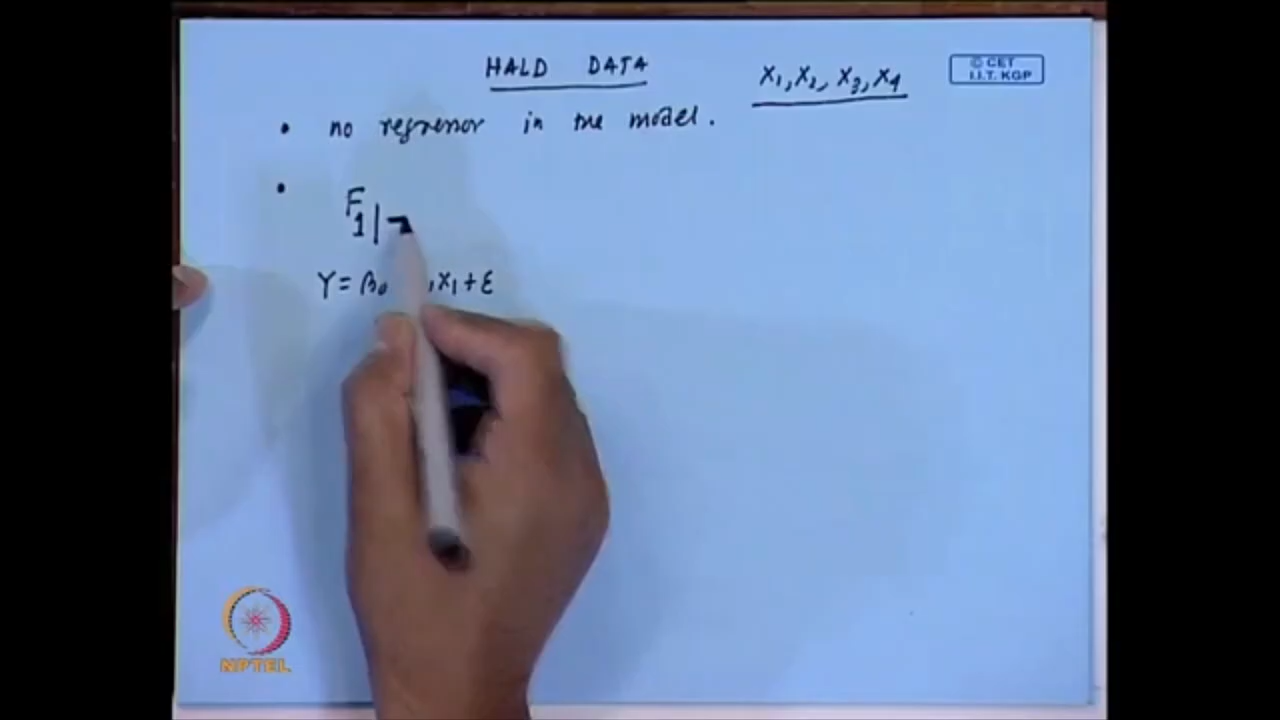 HALD DATA
X1, X2, X3, X4
© CET
I.I.T. KGP
• no regressor in the model.
•
F1|
Y = β0 X1 + ε
NPTEL